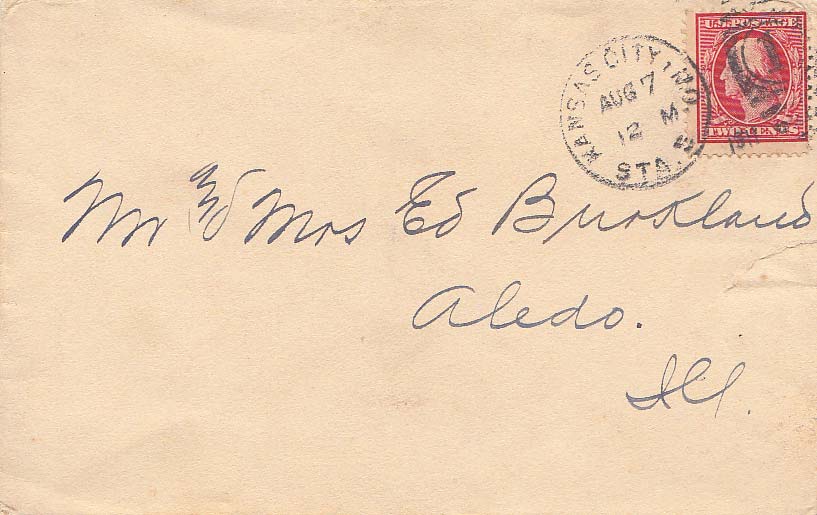 U.S. POSTAGE
KANSAS CITY, MO.
AUG 7
12 M
STA.
TWO CENTS
Mr & Mrs Ed Buckland
Aledo.
Ill.